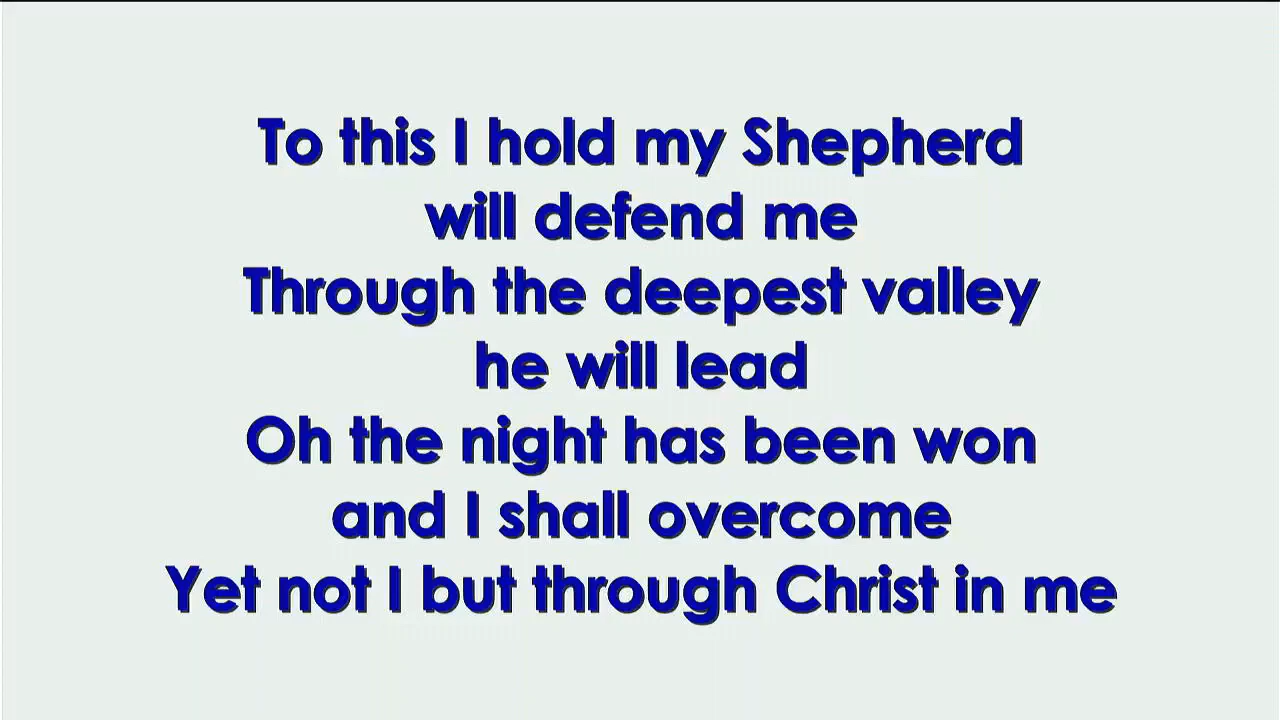 To this I hold my Shepherd
will defend me
Through the deepest valley
he will lead
Oh the night has been won
and I shall overcome
Yet not I but through Christ in me